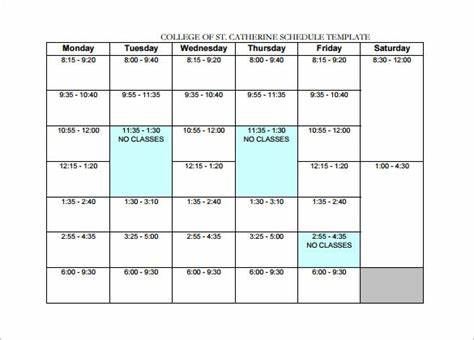 COLLEGE OF ST. CATHERINE SCHEDULE TEMPLATE
Monday Tuesday Wednesday Thursday Friday Saturday
8:15 - 9:20 8:00 - 9:40 8:15 - 9:20 8:00 - 9:40 8:15 - 9:20 8:30 - 12:00
9:35 - 10:40 9:55 - 11:35 9:35 - 10:40 9:55 - 11:35 9:35 - 10:40
10:55 - 12:00 11:35 - 1:30 10:55 - 12:00 11:35 - 1:30 10:55 - 12:00
NO CLASSES NO CLASSES
12:15 - 1:20 12:15 - 1:20 12:15 - 1:20 1:00 - 4:30
1:35 - 2:40 1:30 - 3:10 1:35 - 2:40 1:30 - 3:10 1:35 - 2:40
2:55 - 4:35 3:25 - 5:00 2:55 - 4:35 3:25 - 5:00 2:55 - 4:35
NO CLASSES
6:00 - 9:30 6:00 - 9:30 6:00 - 9:30 6:00 - 9:30 6:00 - 9:30